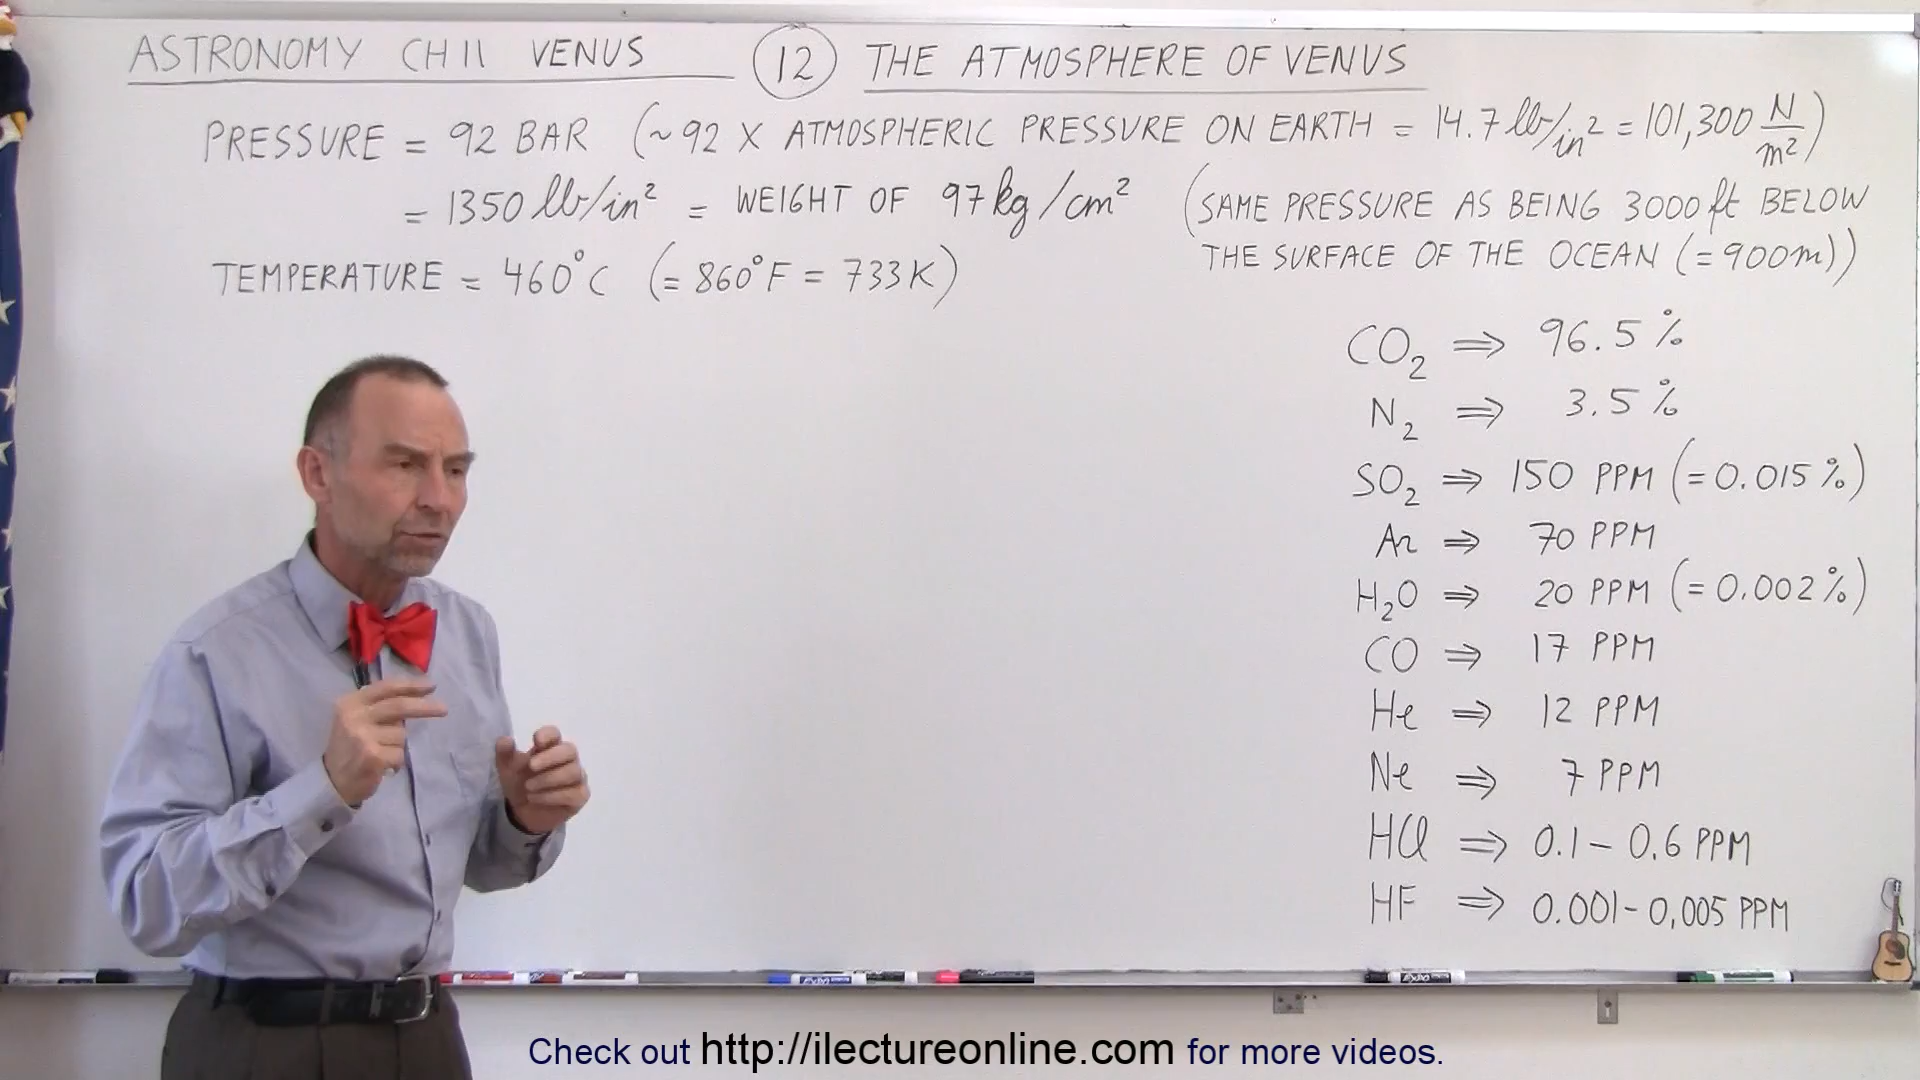 ASTRONOMY CH 11 VENUS 12 THE ATMOSPHERE OF VENUS
PRESSURE = 92 BAR (~92 X ATMOSPHERIC PRESSURE ON EARTH = 14.7 lb/in² = 101,300 N/m²)
= 1350 lb/in² = WEIGHT OF 97 kg/cm² (SAME PRESSURE AS BEING 3000 ft BELOW
THE SURFACE OF THE OCEAN (=900m))
TEMPERATURE = 460°C (= 860°F = 733K)
CO₂ ⇒ 96.5 %
N₂ ⇒ 3.5 %
SO₂ ⇒ 150 PPM (= 0.015 %)
Ar ⇒ 70 PPM
H₂O ⇒ 20 PPM (= 0.002 %)
CO ⇒ 17 PPM
He ⇒ 12 PPM
Ne ⇒ 7 PPM
HCl ⇒ 0.1 – 0.6 PPM
HF ⇒ 0.001 – 0,005 PPM
Check out http://ilectureonline.com for more videos.